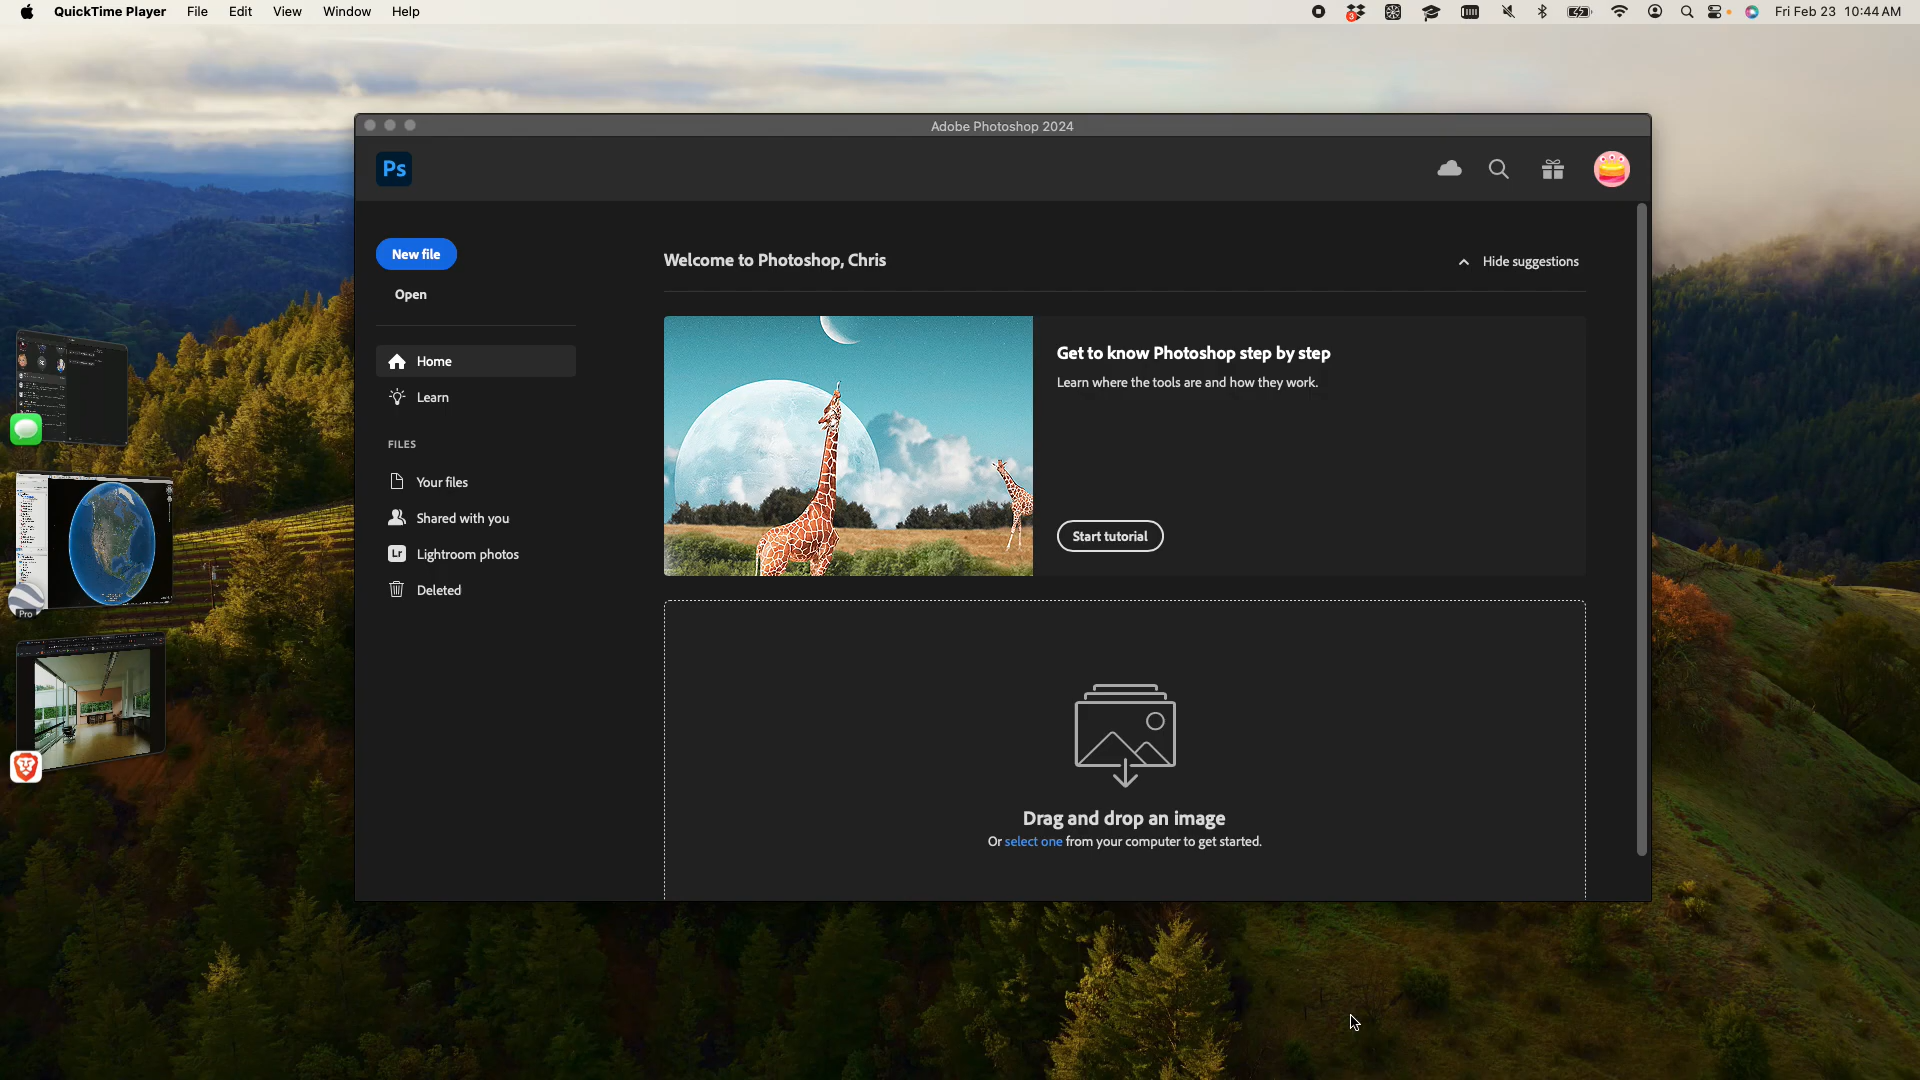 QuickTime Player File Edit View Window Help
3
Fri Feb 23 10:44 AM
Adobe Photoshop 2024
Ps
New file
Open
Home
Learn
FILES
Your files
Shared with you
Lr Lightroom photos
Deleted
Welcome to Photoshop, Chris
Hide suggestions
Get to know Photoshop step by step
Learn where the tools are and how they work.
Start tutorial
Drag and drop an image
Or select one from your computer to get started.
Pro